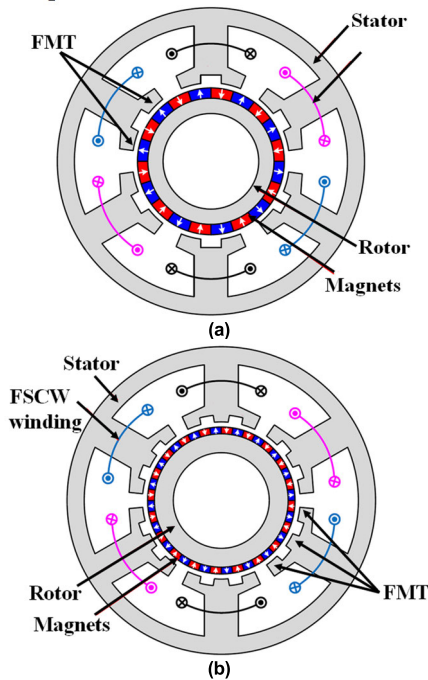 Stator
FMT
Rotor
Magnets
(a)
Stator
FSCW
winding
Rotor
Magnets
FMT
(b)